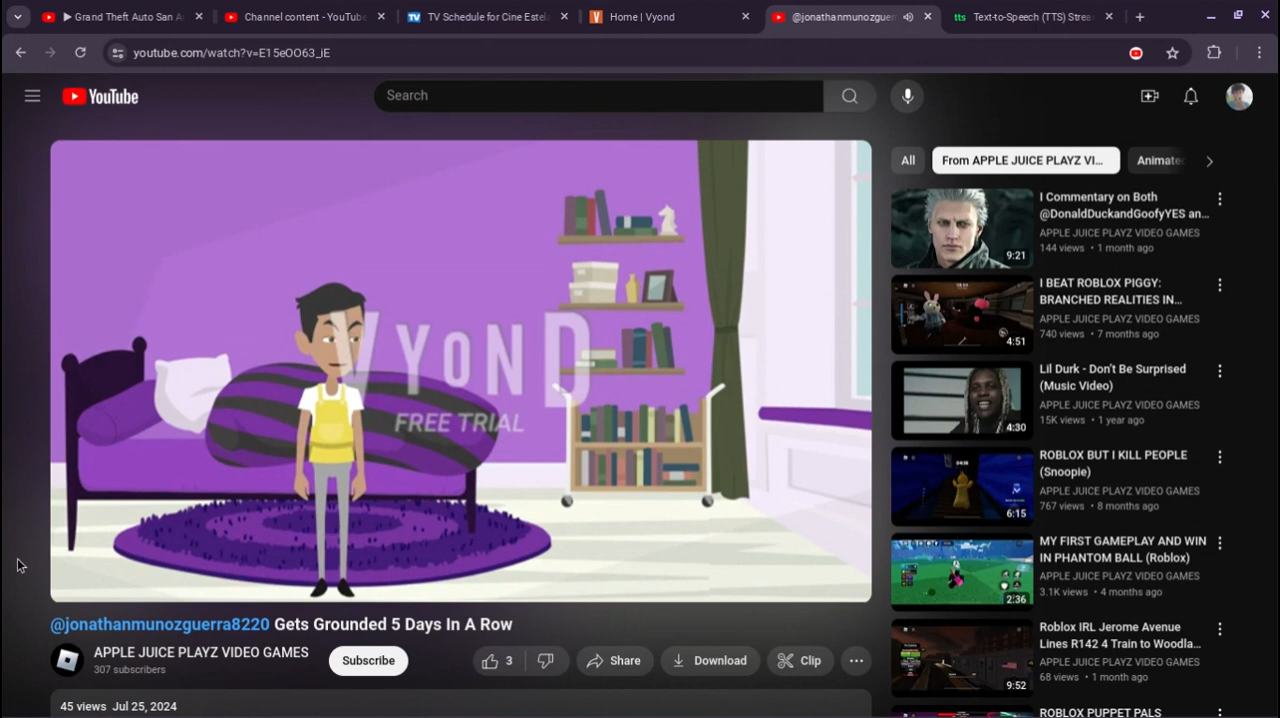 Grand Theft Auto San A
Channel content - YouTube
TV Schedule for Cine Estela
Home | Vyond
@jonathanmunozguerr
tts Text-to-Speech (TTS) Strea
youtube.com/watch?v=E15eOO63_iE
YouTube
Search
VYOND
FREE TRIAL
@jonathanmunozguerra8220 Gets Grounded 5 Days In A Row
APPLE JUICE PLAYZ VIDEO GAMES
307 subscribers
Subscribe
3
Share
Download
Clip
45 views Jul 25, 2024
All
From APPLE JUICE PLAYZ VI...
Animate
I Commentary on Both
@DonaldDuckandGoofyYES an...
APPLE JUICE PLAYZ VIDEO GAMES
144 views • 1 month ago
9:21
I BEAT ROBLOX PIGGY:
BRANCHED REALITIES IN...
APPLE JUICE PLAYZ VIDEO GAMES
740 views • 7 months ago
4:51
Lil Durk - Don't Be Surprised
(Music Video)
APPLE JUICE PLAYZ VIDEO GAMES
15K views • 1 year ago
4:30
ROBLOX BUT I KILL PEOPLE
(Snoopie)
APPLE JUICE PLAYZ VIDEO GAMES
767 views • 8 months ago
6:15
MY FIRST GAMEPLAY AND WIN
IN PHANTOM BALL (Roblox)
APPLE JUICE PLAYZ VIDEO GAMES
3.1K views • 4 months ago
2:36
Roblox IRL Jerome Avenue
Lines R142 4 Train to Woodla...
APPLE JUICE PLAYZ VIDEO GAMES
68 views • 1 month ago
9:52
ROBLOX PUPPET PALS